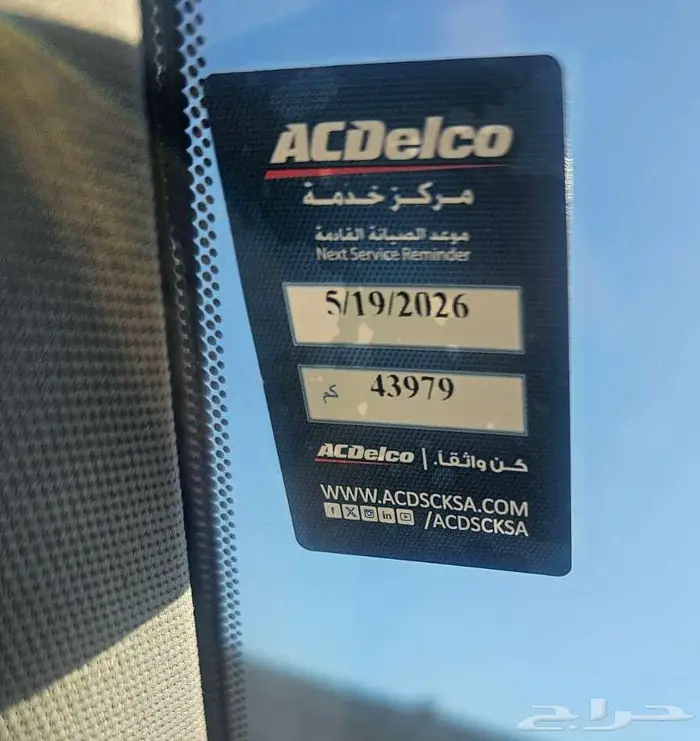 ACDelco
مركز خدمة
موعد الصيانة القادمة
Next Service Reminder
5/19/2026
43979 كم
كن واثقاً. | ACDelco
WWW.ACDSCKSA.COM
/ACDSCKSA
حراج